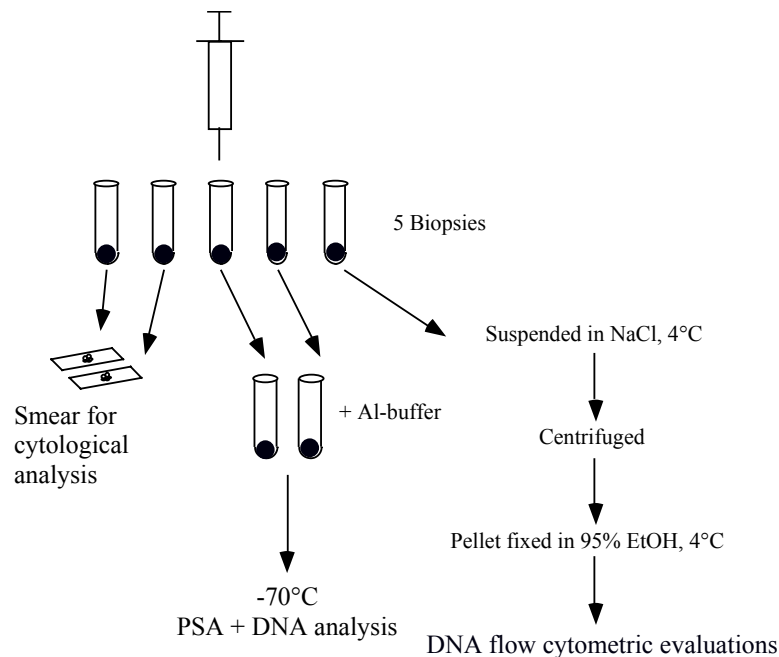 5 Biopsies
Smear for
cytological
analysis
+ Al-buffer
-70°C
PSA + DNA analysis
Suspended in NaCl, 4°C
Centrifuged
Pellet fixed in 95% EtOH, 4°C
DNA flow cytometric evaluations